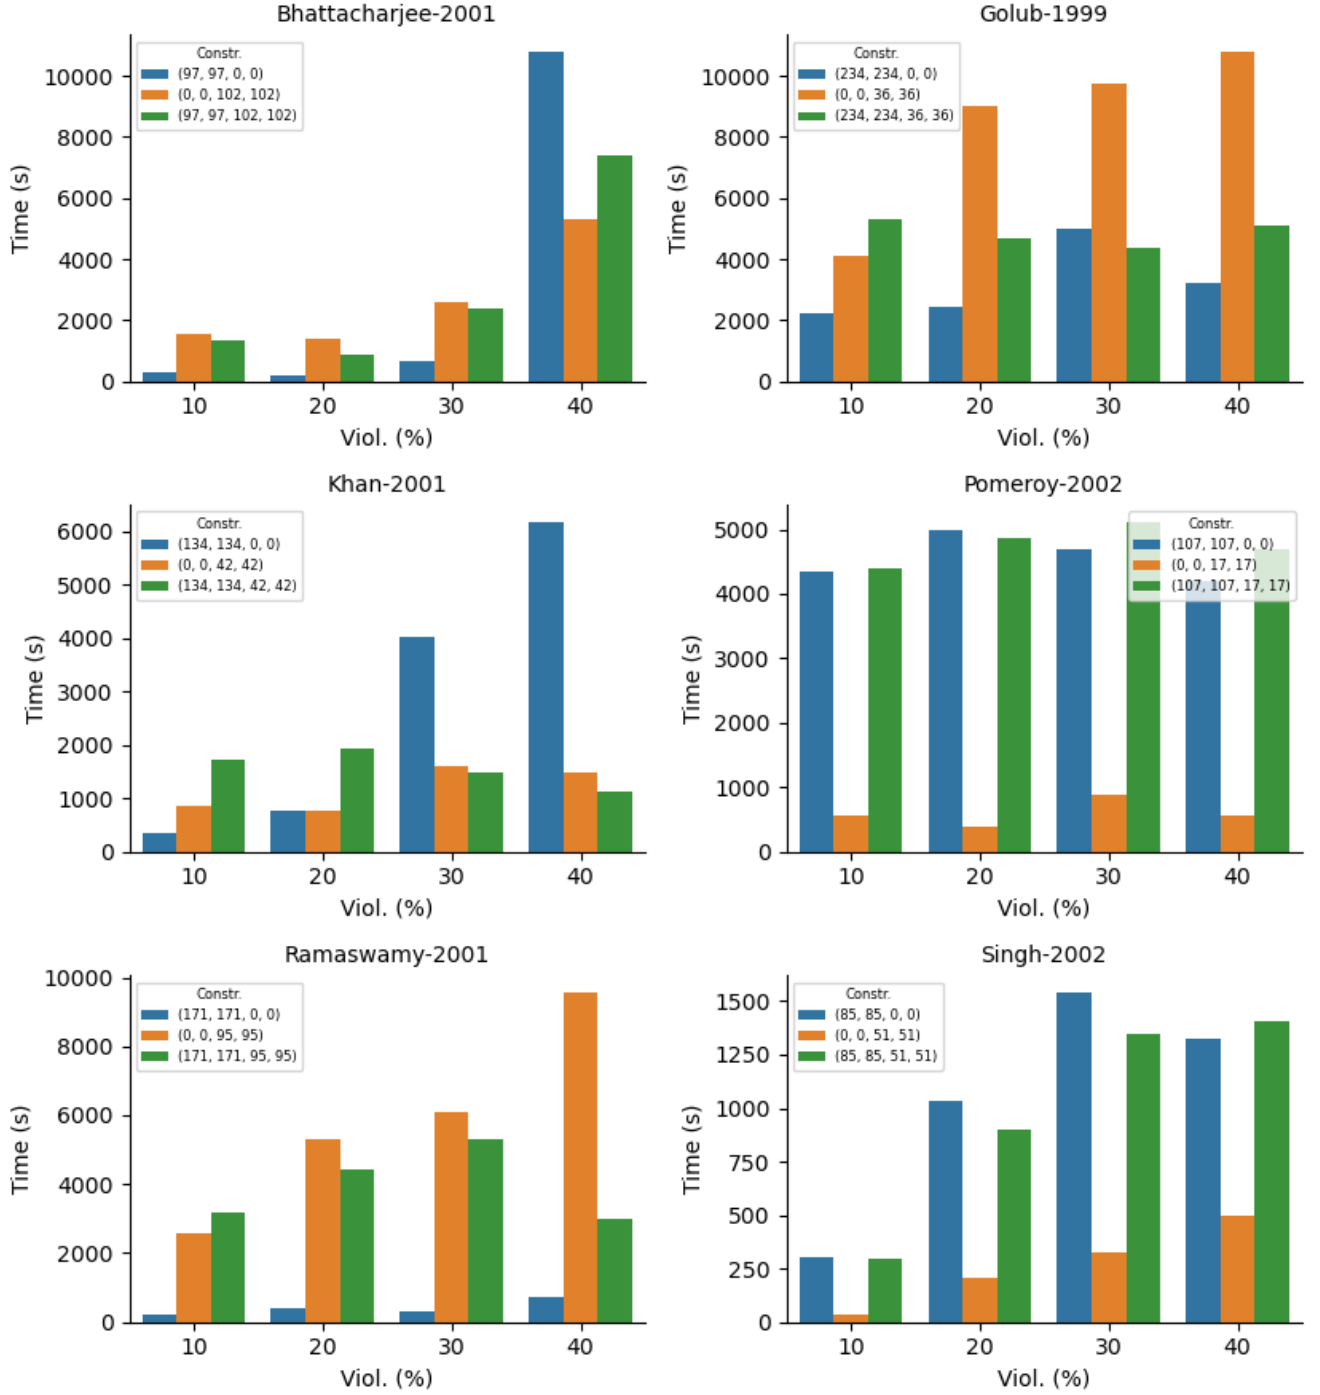 Bhattacharjee-2001
Constr.
(97, 97, 0, 0)
(0, 0, 102, 102)
(97, 97, 102, 102)
10000
8000
6000
4000
2000
0
Time (s)
10 20 30 40
Viol. (%)
Golub-1999
Constr.
(234, 234, 0, 0)
(0, 0, 36, 36)
(234, 234, 36, 36)
10000
8000
6000
4000
2000
0
Time (s)
10 20 30 40
Viol. (%)
Khan-2001
Constr.
(134, 134, 0, 0)
(0, 0, 42, 42)
(134, 134, 42, 42)
6000
5000
4000
3000
2000
1000
0
Time (s)
10 20 30 40
Viol. (%)
Pomeroy-2002
Constr.
(107, 107, 0, 0)
(0, 0, 17, 17)
(107, 107, 17, 17)
5000
4000
3000
2000
1000
0
Time (s)
10 20 30 40
Viol. (%)
Ramaswamy-2001
Constr.
(171, 171, 0, 0)
(0, 0, 95, 95)
(171, 171, 95, 95)
10000
8000
6000
4000
2000
0
Time (s)
10 20 30 40
Viol. (%)
Singh-2002
Constr.
(85, 85, 0, 0)
(0, 0, 51, 51)
(85, 85, 51, 51)
1500
1250
1000
750
500
250
0
Time (s)
10 20 30 40
Viol. (%)